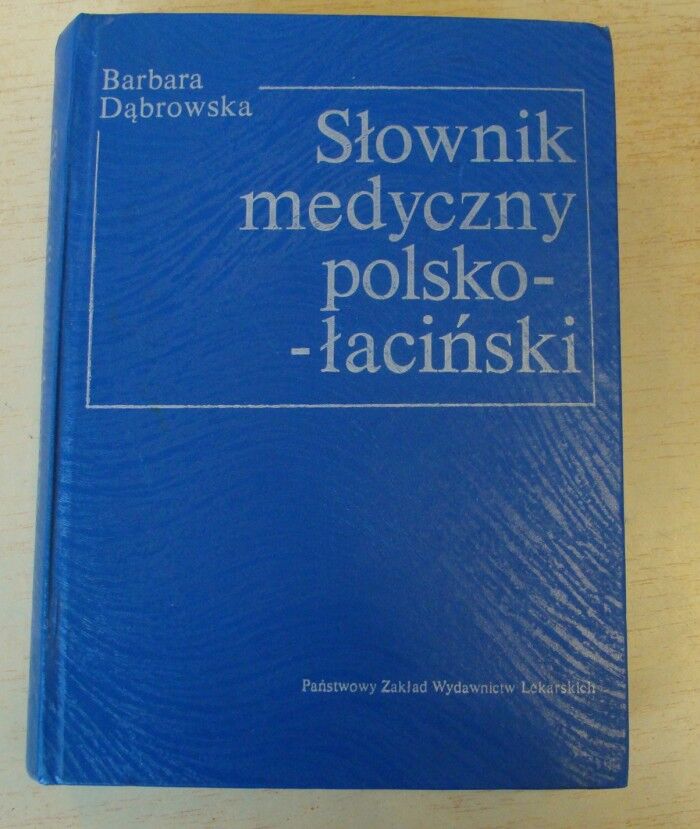 Barbara
Dąbrowska
Słownik
medyczny
polsko-
-łaciński
Państwowy Zakład Wydawnictw Lekarskich